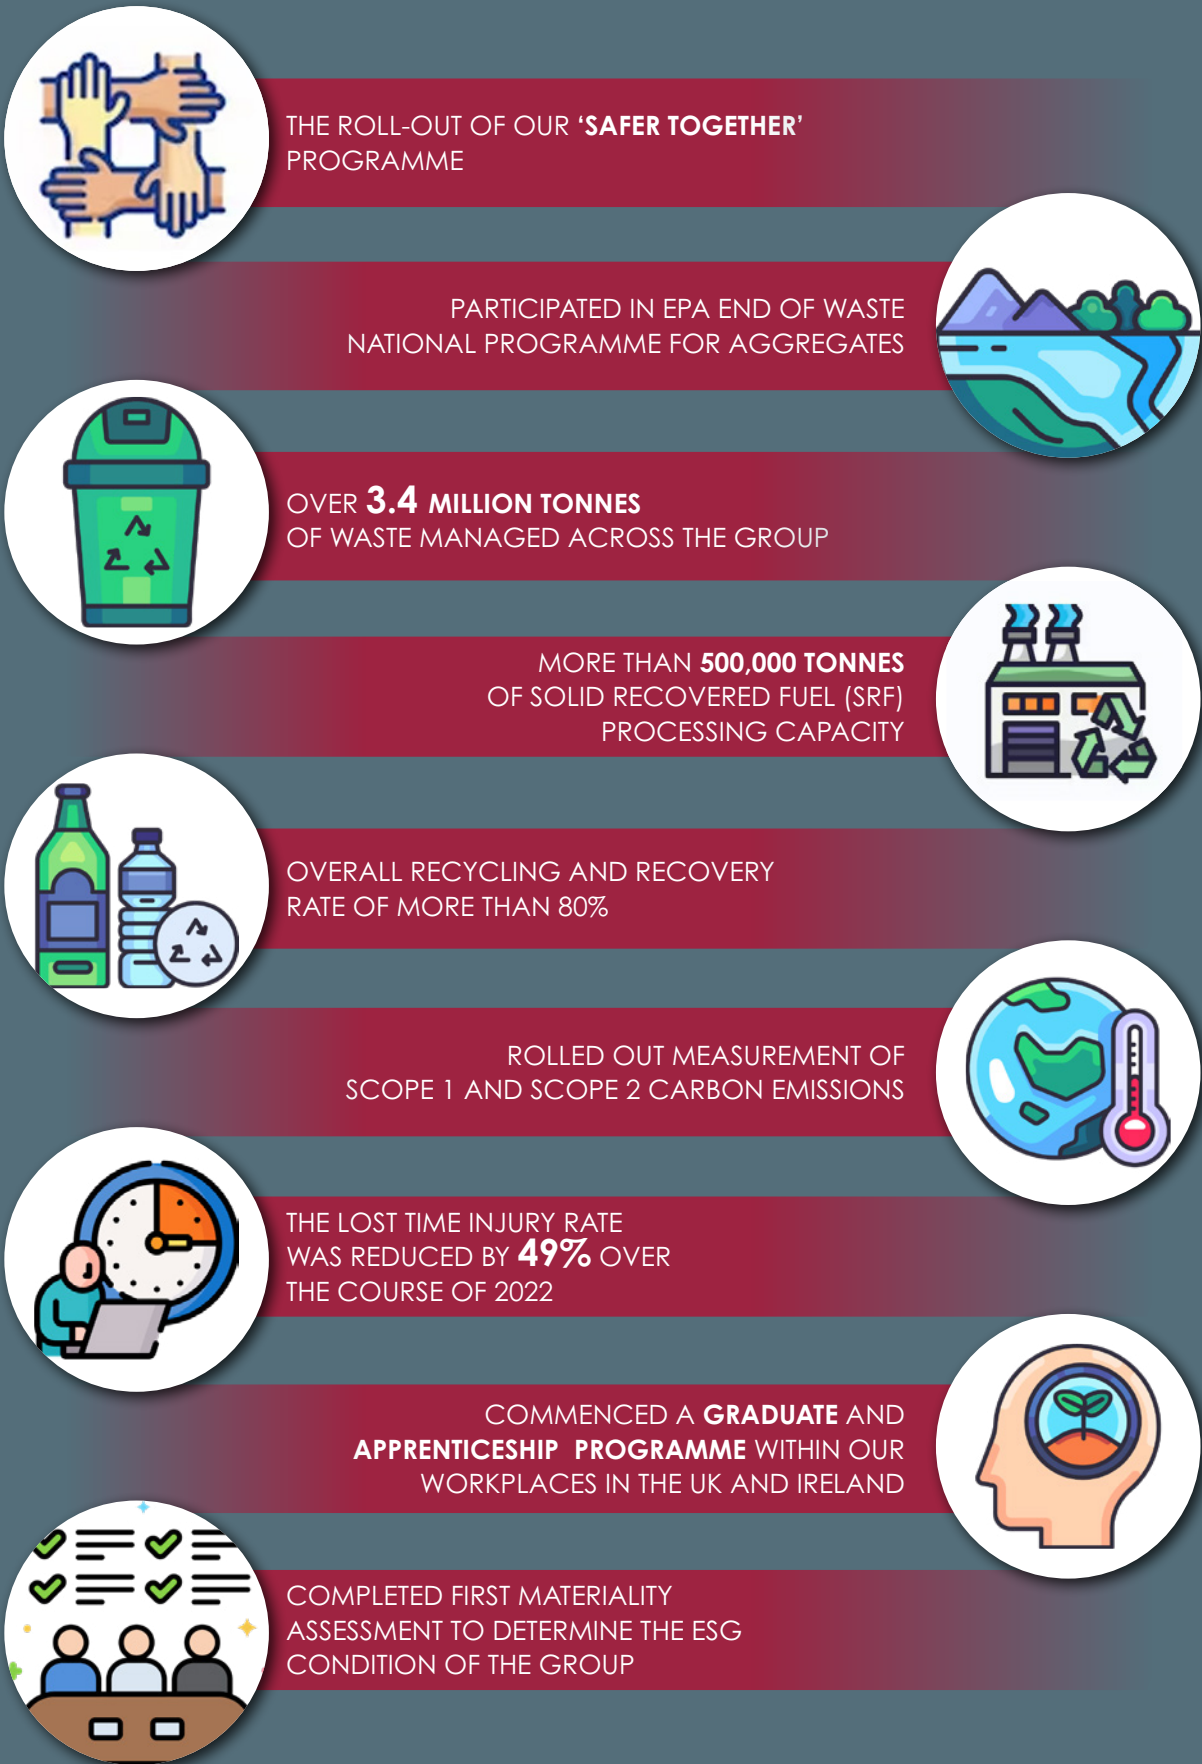 THE ROLL-OUT OF OUR ‘SAFER TOGETHER’
PROGRAMME
PARTICIPATED IN EPA END OF WASTE
NATIONAL PROGRAMME FOR AGGREGATES
OVER 3.4 MILLION TONNES
OF WASTE MANAGED ACROSS THE GROUP
MORE THAN 500,000 TONNES
OF SOLID RECOVERED FUEL (SRF)
PROCESSING CAPACITY
OVERALL RECYCLING AND RECOVERY
RATE OF MORE THAN 80%
ROLLED OUT MEASUREMENT OF
SCOPE 1 AND SCOPE 2 CARBON EMISSIONS
THE LOST TIME INJURY RATE
WAS REDUCED BY 49% OVER
THE COURSE OF 2022
COMMENCED A GRADUATE AND
APPRENTICESHIP PROGRAMME WITHIN OUR
WORKPLACES IN THE UK AND IRELAND
COMPLETED FIRST MATERIALITY
ASSESSMENT TO DETERMINE THE ESG
CONDITION OF THE GROUP